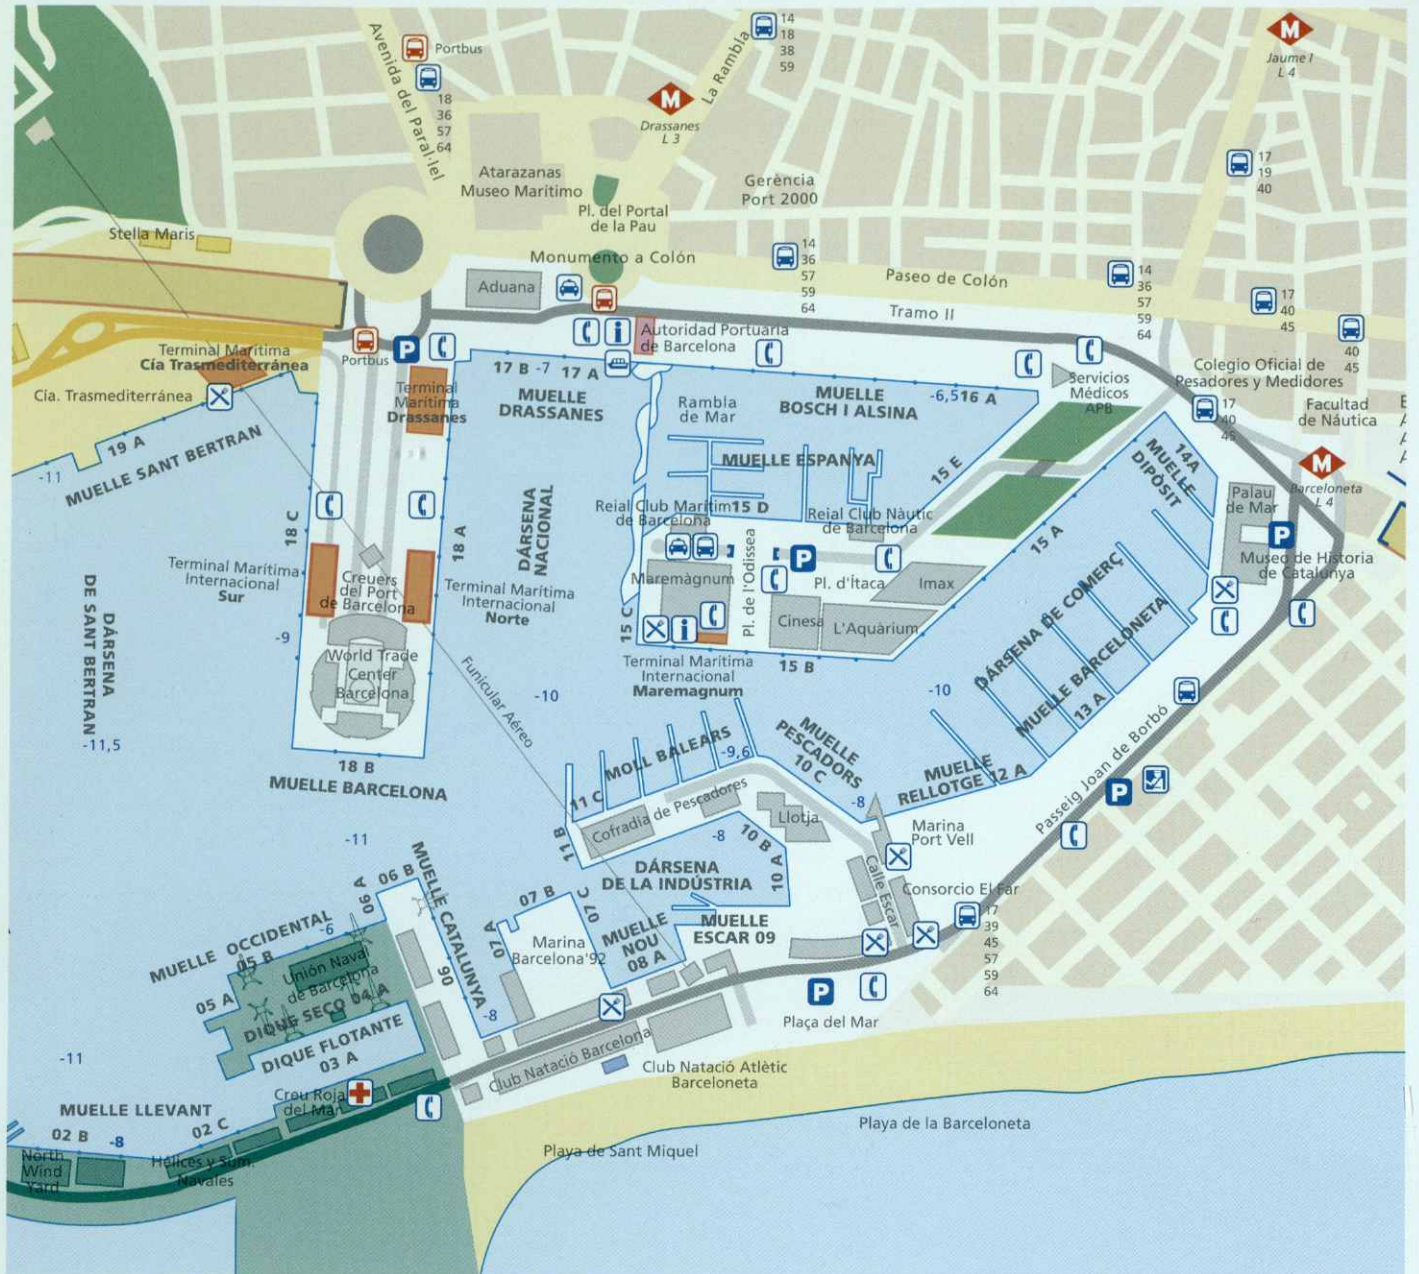 Avenida del Paral·lel
Portbus
18
36
57
64
La Rambla
14
18
38
59
M
Drassanes
L 3
M
Jaume I
L 4
17
19
40
Atarazanas
Museo Marítimo
Gerència
Port 2000
Pl. del Portal
de la Pau
Stella Maris
Monumento a Colón
14
36
57
59
64
Paseo de Colón
14
36
57
59
64
17
40
45
40
45
Aduana
Tramo II
Autoridad Portuaria
de Barcelona
Portbus
P
Terminal Marítima
Cía Trasmediterránea
Cía. Trasmediterránea
Terminal
Marítima
Drassanes
17 B
-7
17 A
MUELLE
DRASSANES
Rambla
de Mar
MUELLE
BOSCH I ALSINA
-6,5
16 A
Servicios
Médicos
APB
Colegio Oficial de
Pesadores y Medidores
17
40
45
Facultad
de Náutica
M
Barceloneta
L 4
19 A
MUELLE SANT BERTRAN
-11
MUELLE ESPANYA
15 E
14A
MUELLE
DIPÒSIT
18 C
18 A
DÁRSENA
NACIONAL
Reial Club Marítim
de Barcelona
15 D
Reial Club Nàutic
de Barcelona
15 A
Palau
de Mar
P
Museo de Història
de Catalunya
Terminal Marítima
Internacional
Sur
Creuers
del Port
de Barcelona
Terminal Marítima
Internacional
Norte
Maremàgnum
Pl. de l'Odissea
P
Pl. d'Ítaca
Imax
Cinesa
L'Aquàrium
15 C
i
Terminal Marítima
Internacional
Maremagnum
15 B
DÁRSENA DE COMERÇ
MUELLE BARCELONETA
13 A
DÁRSENA
DE SANT BERTRAN
-11,5
-9
World Trade
Center
Barcelona
Funicular Aéreo
-10
-10
18 B
MUELLE BARCELONA
MOLL BALEARS
-9,6
MUELLE
PESCADORS
10 C
MUELLE
RELLOTGE 12 A
Passeig Joan de Borbó
P
11 C
11 B
Cofradía de Pescadores
Llotja
-8
Marina
Port Vell
-11
-8
10 B
10 A
DÁRSENA
DE LA INDÚSTRIA
Calle Escar
Consorcio El Far
17
39
45
57
59
64
06 B
06 A
MUELLE CATALUNYA
06
-8
07 B
07 A
07 C
Marina
Barcelona'92
MUELLE
NOU
08 A
MUELLE
ESCAR 09
MUELLE OCCIDENTAL
-6
05 B
05 A
Unión Naval
de Barcelona
DIQUE SECO 04 A
DIQUE FLOTANTE
03 A
P
Plaça del Mar
-11
Club Natació Barcelona
Club Natació Atlètic
Barceloneta
Creu Roja
del Mar
MUELLE LLEVANT
02 B
-8
02 C
North
Wind
Yard
Hélices y Sum.
Navales
Playa de Sant Miquel
Playa de la Barceloneta